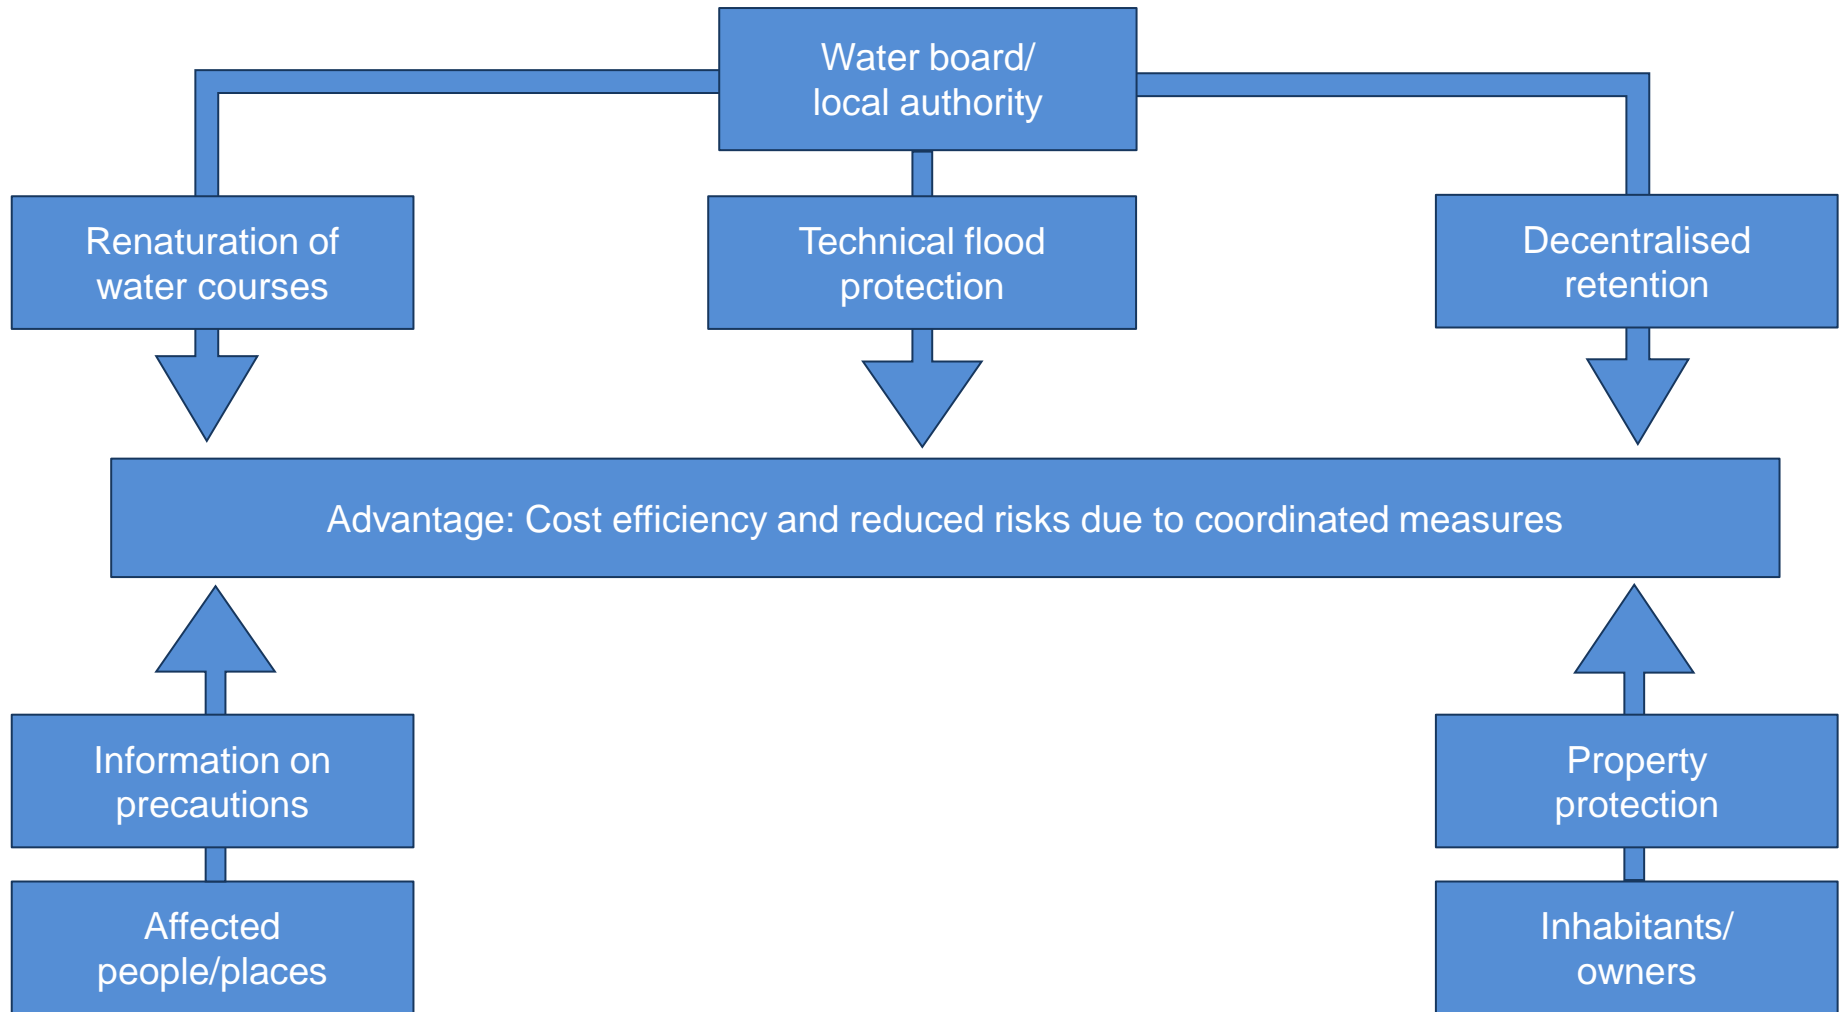 Water board/
local authority
Renaturation of
water courses
Technical flood
protection
Decentralised
retention
Advantage: Cost efficiency and reduced risks due to coordinated measures
Information on
precautions
Property
protection
Affected
people/places
Inhabitants/
owners